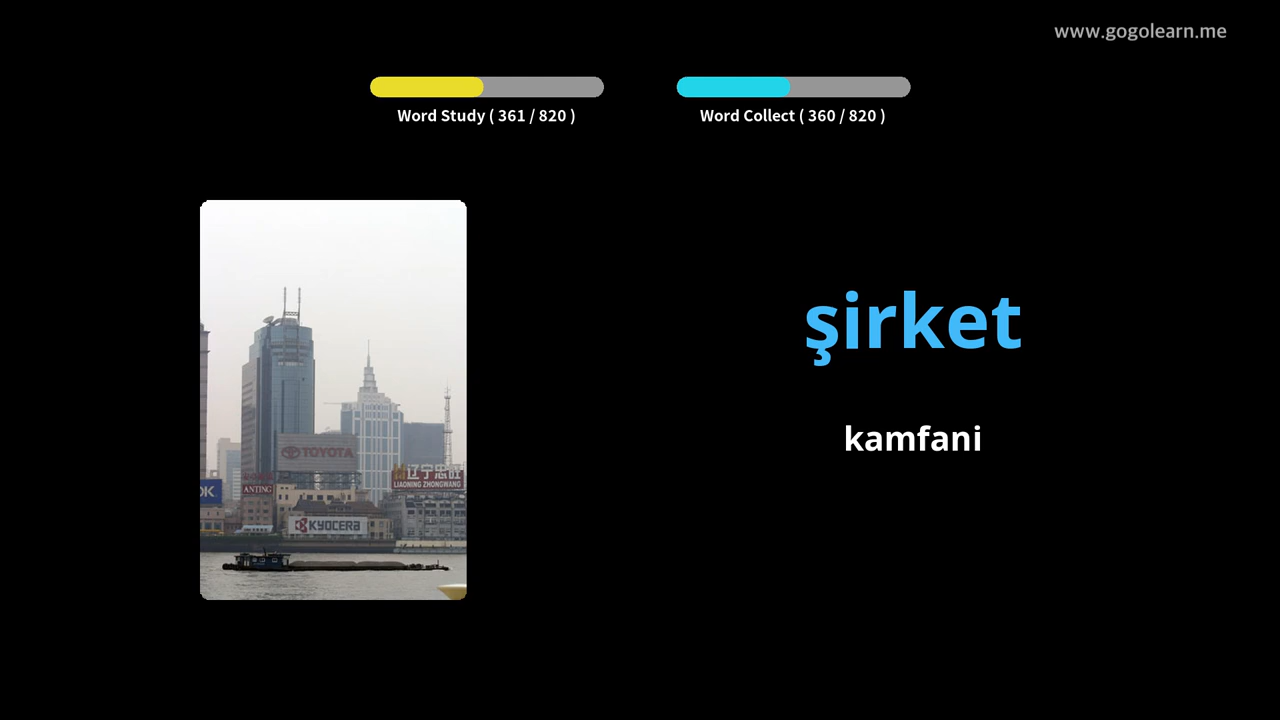 www.gogolearn.me
Word Study ( 361 / 820 )
Word Collect ( 360 / 820 )
şirket
kamfani
TOYOTA
辽宁忠旺
LIAONING ZHONGWANG
OK
ANTING
KYOCERA